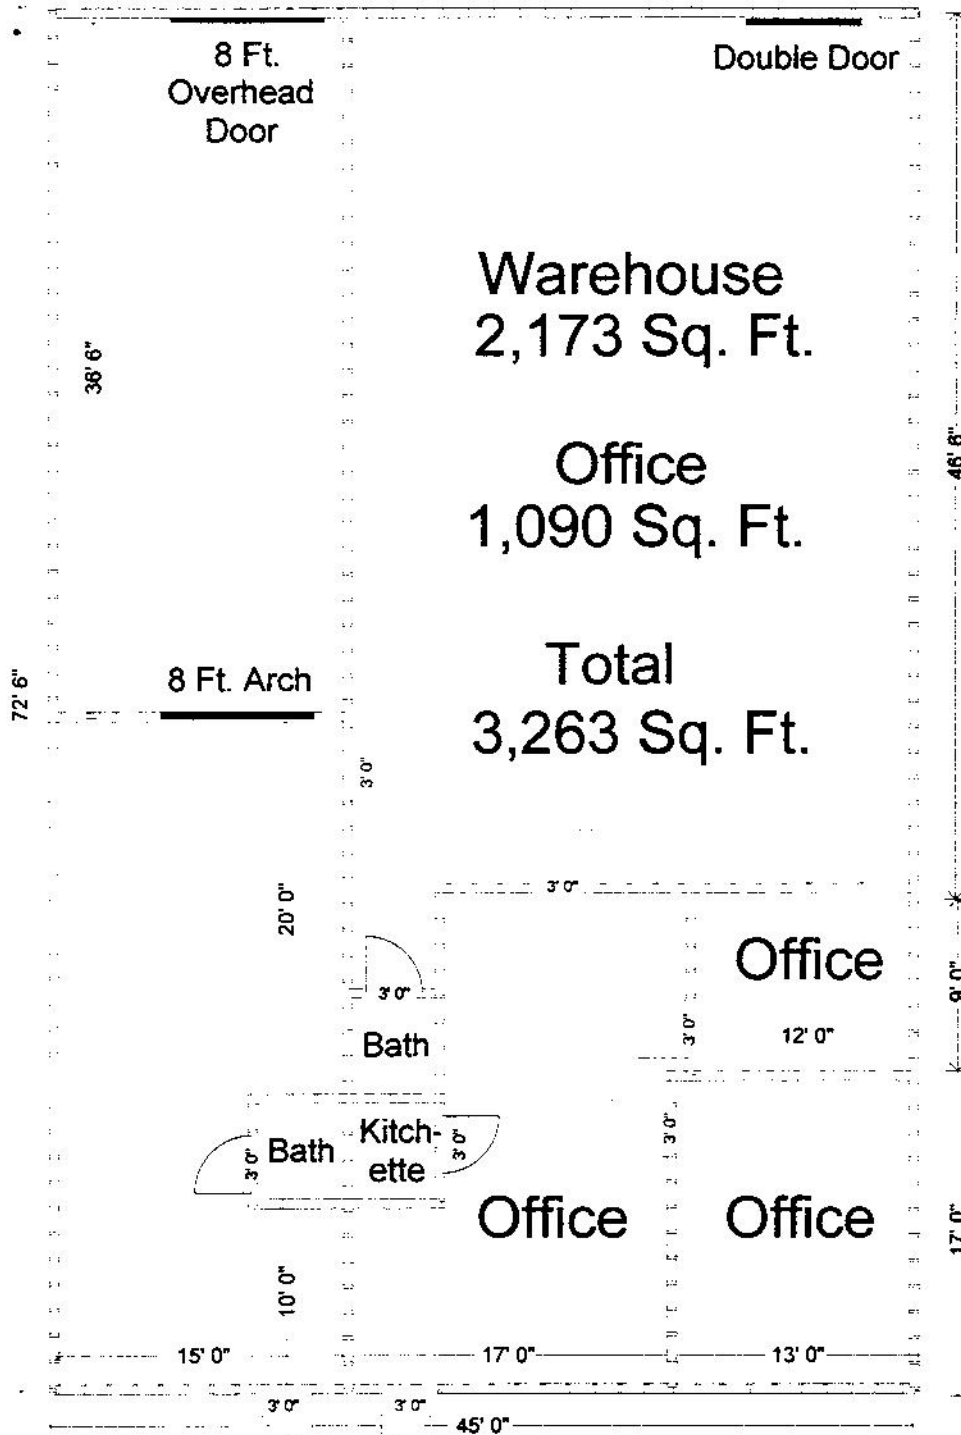 8 Ft.
Overhead
Door
Double Door
Warehouse
2,173 Sq. Ft.
36' 6"
46' 6"
Office
1,090 Sq. Ft.
Total
3,263 Sq. Ft.
72' 6"
8 Ft. Arch
3' 0"
3' 0"
20' 0"
Office
9' 0"
3' 0"
3' 0"
12' 0"
Bath
Kitch-
ette
3' 0"
3' 0"
Bath
3' 0"
Office
Office
17' 0"
10' 0"
15' 0"
17' 0"
13' 0"
3' 0"
3' 0"
45' 0"